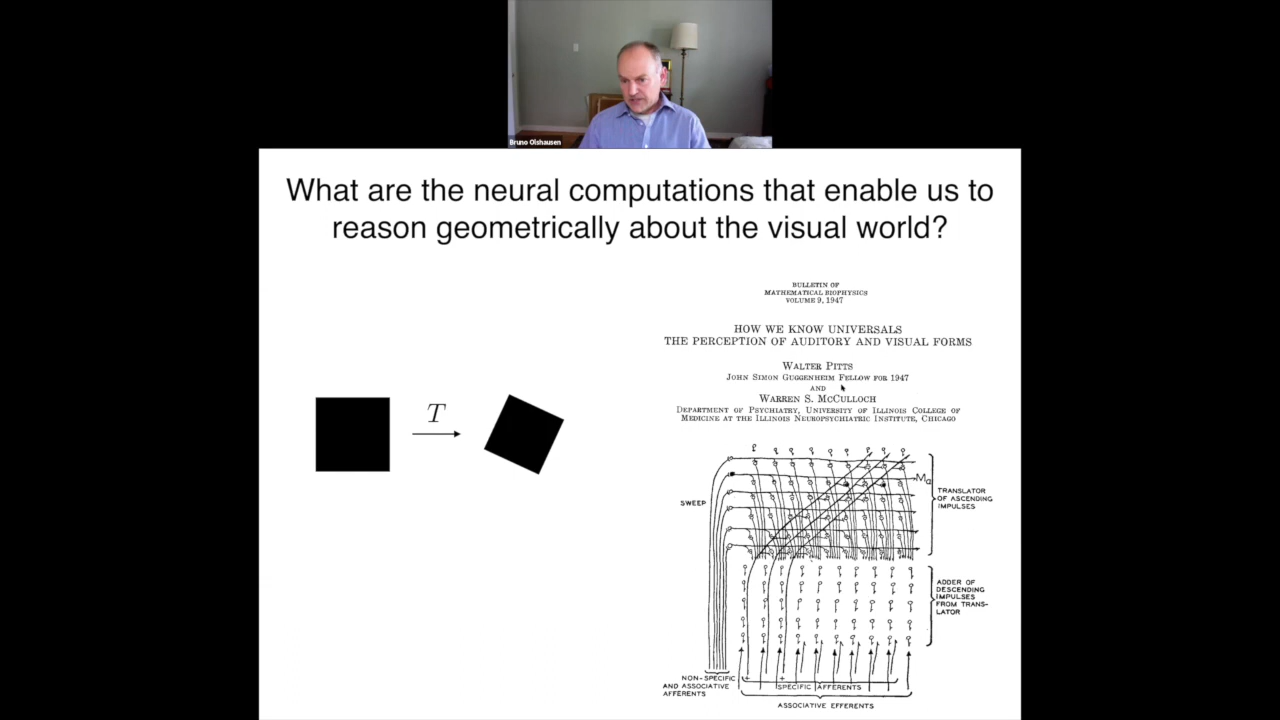 Bruno Olshausen
What are the neural computations that enable us to
reason geometrically about the visual world?
BULLETIN OF
MATHEMATICAL BIOPHYSICS
VOLUME 9, 1947
HOW WE KNOW UNIVERSALS
THE PERCEPTION OF AUDITORY AND VISUAL FORMS
WALTER PITTS
JOHN SIMON GUGGENHEIM FELLOW FOR 1947
AND
WARREN S. MCCULLOCH
DEPARTMENT OF PSYCHIATRY, UNIVERSITY OF ILLINOIS COLLEGE OF
MEDICINE AT THE ILLINOIS NEUROPSYCHIATRIC INSTITUTE, CHICAGO
T
SWEEP
Ma
TRANSLATOR
OF ASCENDING
IMPULSES
ADDER OF
DESCENDING
IMPULSES
FROM TRANS-
LATOR
NON-SPECIFIC
AND ASSOCIATIVE
AFFERENTS
SPECIFIC AFFERENTS
ASSOCIATIVE EFFERENTS